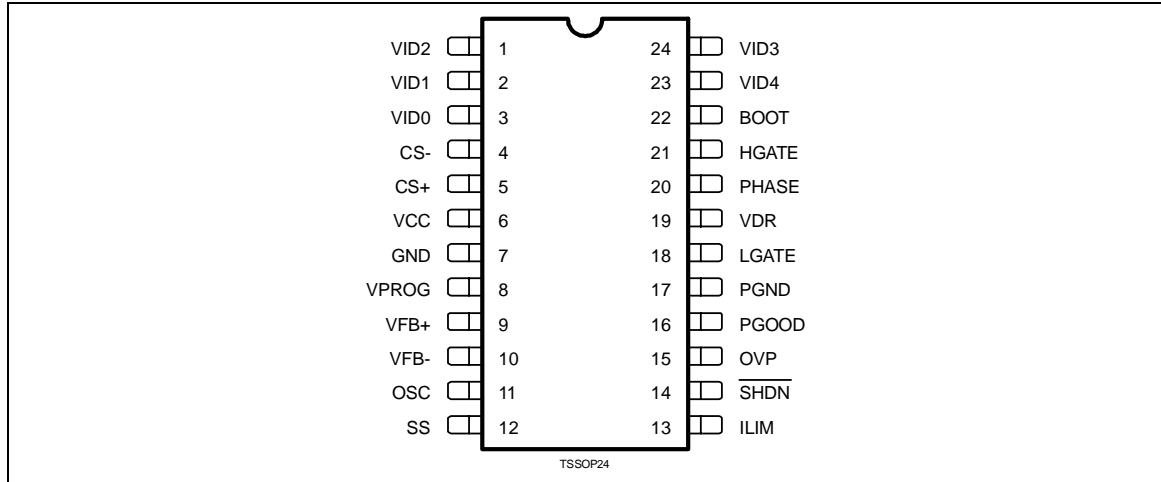 VID2 1 24 VID3
VID1 2 23 VID4
VID0 3 22 BOOT
CS- 4 21 HGATE
CS+ 5 20 PHASE
VCC 6 19 VDR
GND 7 18 LGATE
VPROG 8 17 PGND
VFB+ 9 16 PGOOD
VFB- 10 15 OVP
OSC 11 14 S̅H̅D̅N̅
SS 12 13 ILIM
TSSOP24